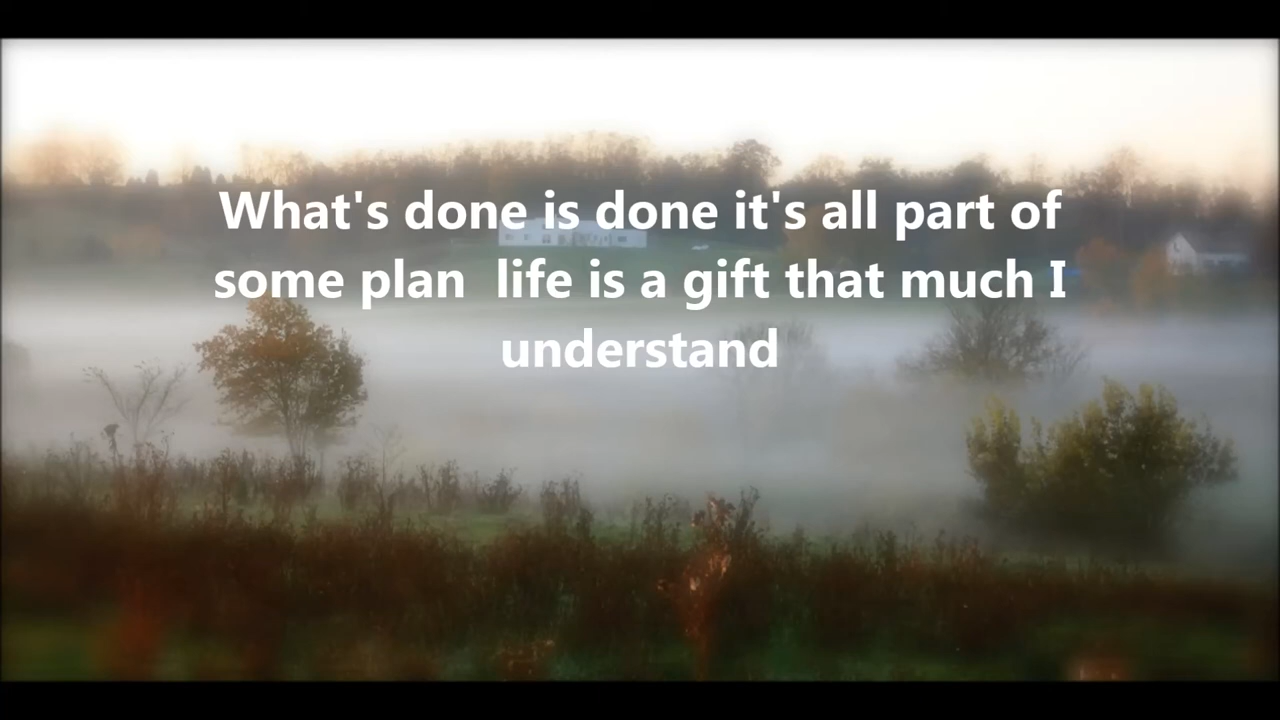 What's done is done it's all part of
some plan  life is a gift that much I
understand